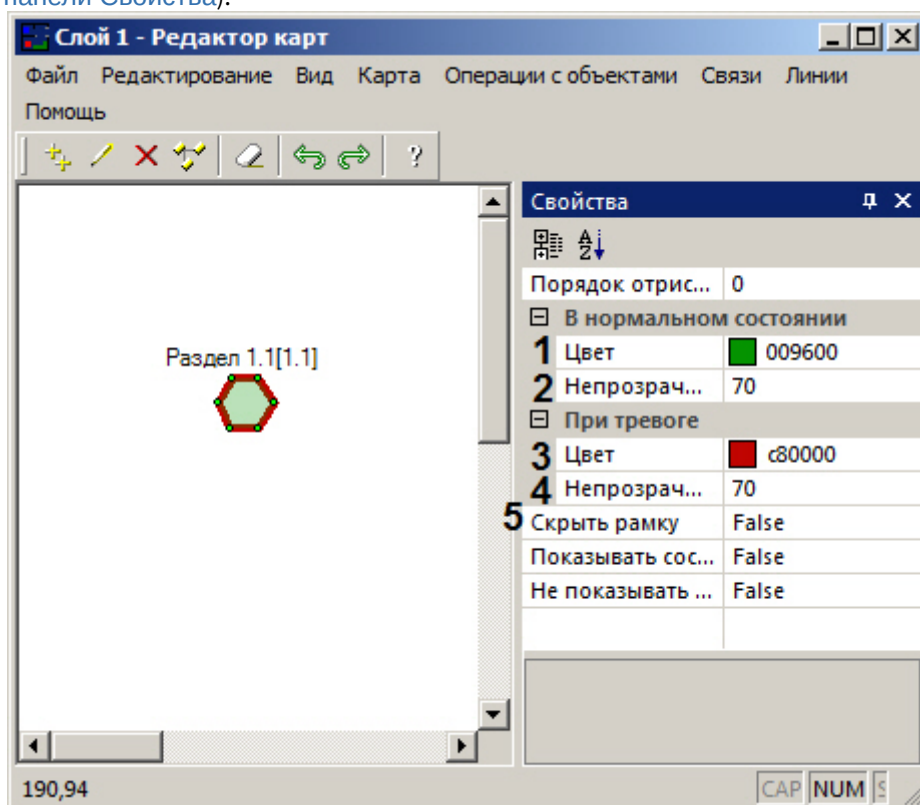 панели Свойства).
Слой 1 - Редактор карт
Файл Редактирование Вид Карта Операции с объектами Связи Линии
Помощь
?
Свойства
Порядок отрис... 0
В нормальном состоянии
1 Цвет 009600
2 Непрозрач... 70
При тревоге
3 Цвет c80000
4 Непрозрач... 70
5 Скрыть рамку False
Показывать сос... False
Не показывать ... False
Раздел 1.1[1.1]
190,94
CAP NUM S